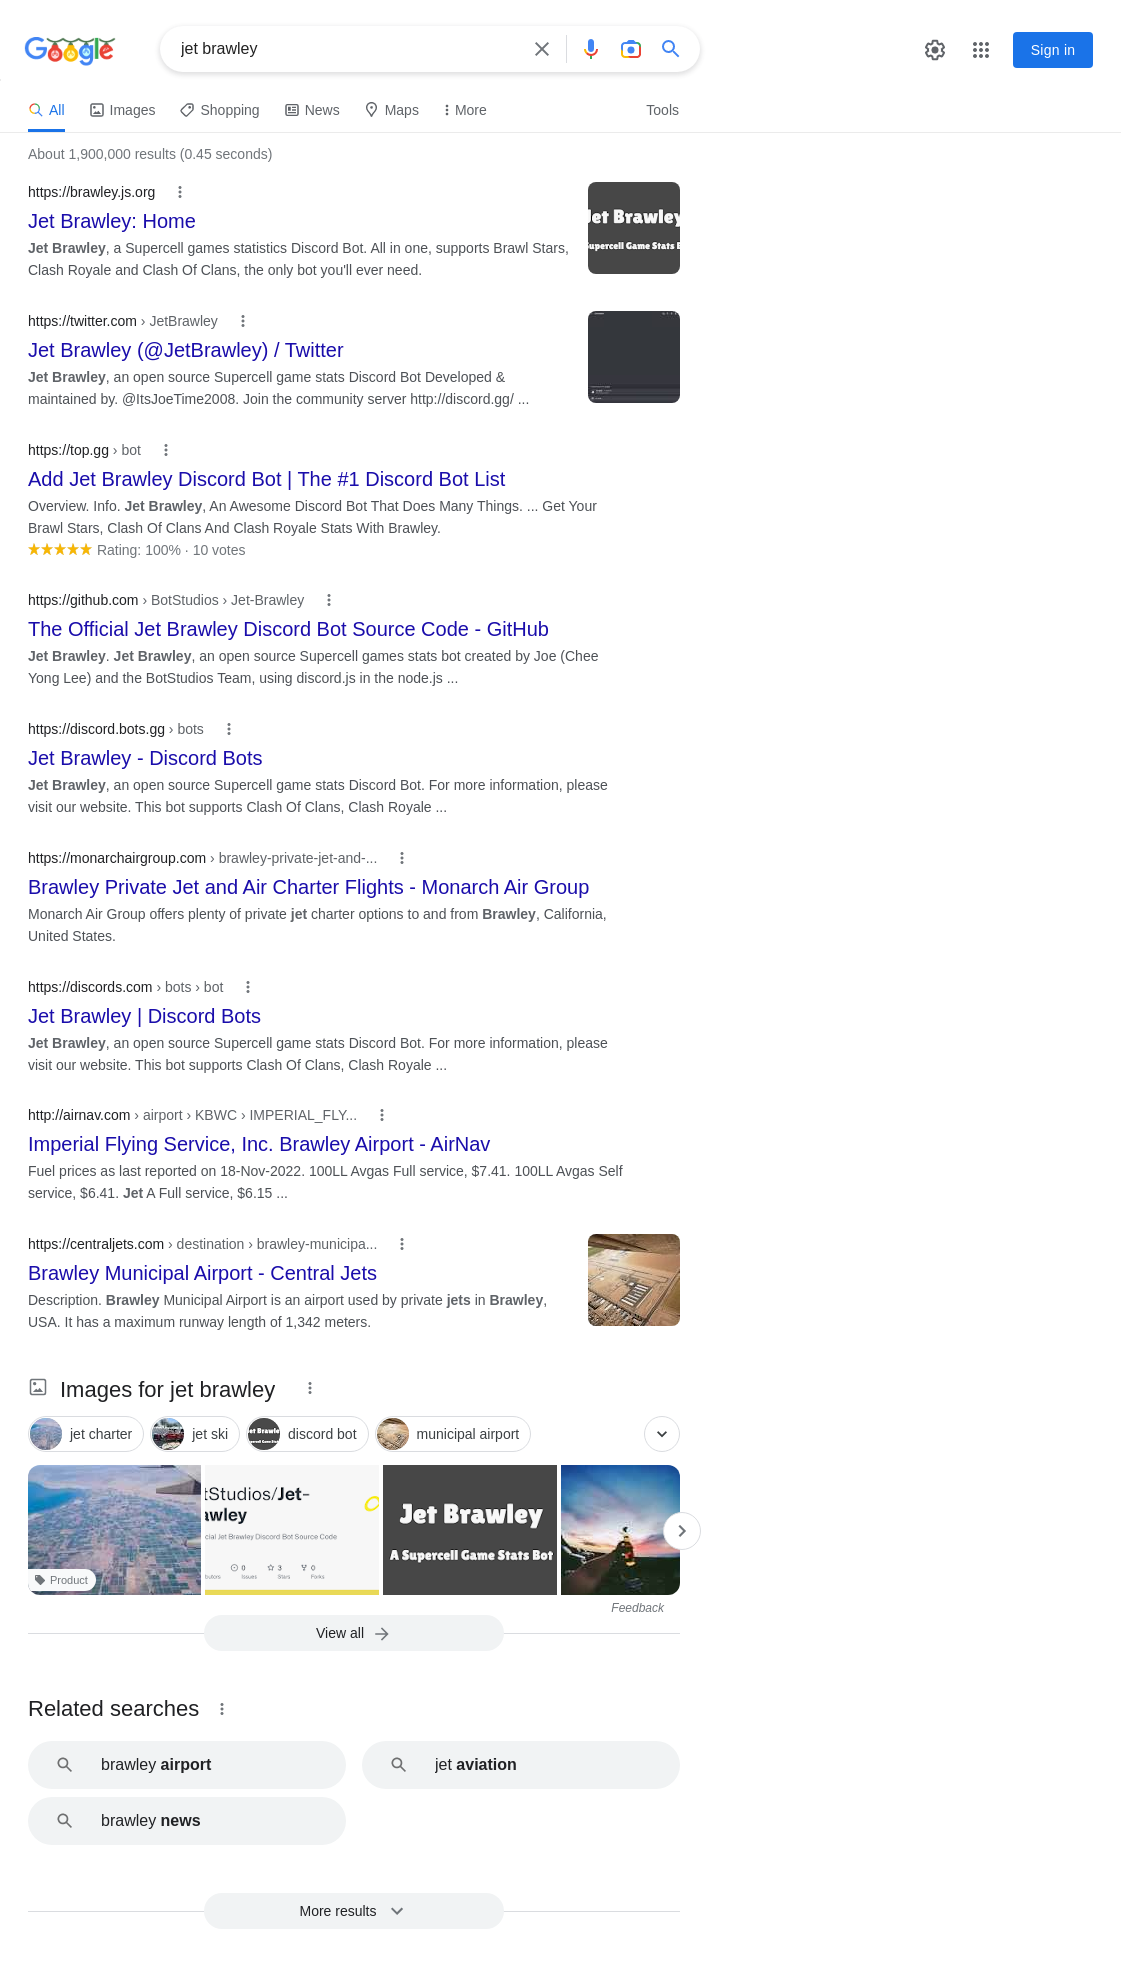 Google
jet brawley
Sign in
All
Images
Shopping
News
Maps
More
Tools
About 1,900,000 results (0.45 seconds)
https://brawley.js.org
Jet Brawley: Home
Jet Brawley, a Supercell games statistics Discord Bot. All in one, supports Brawl Stars,
Clash Royale and Clash Of Clans, the only bot you'll ever need.
Jet Brawley
Supercell Game Stats B
https://twitter.com › JetBrawley
Jet Brawley (@JetBrawley) / Twitter
Jet Brawley, an open source Supercell game stats Discord Bot Developed &
maintained by. @ItsJoeTime2008. Join the community server http://discord.gg/ ...
https://top.gg › bot
Add Jet Brawley Discord Bot | The #1 Discord Bot List
Overview. Info. Jet Brawley, An Awesome Discord Bot That Does Many Things. ... Get Your
Brawl Stars, Clash Of Clans And Clash Royale Stats With Brawley.
Rating: 100% · 10 votes
https://github.com › BotStudios › Jet-Brawley
The Official Jet Brawley Discord Bot Source Code - GitHub
Jet Brawley. Jet Brawley, an open source Supercell games stats bot created by Joe (Chee
Yong Lee) and the BotStudios Team, using discord.js in the node.js ...
https://discord.bots.gg › bots
Jet Brawley - Discord Bots
Jet Brawley, an open source Supercell game stats Discord Bot. For more information, please
visit our website. This bot supports Clash Of Clans, Clash Royale ...
https://monarchairgroup.com › brawley-private-jet-and-...
Brawley Private Jet and Air Charter Flights - Monarch Air Group
Monarch Air Group offers plenty of private jet charter options to and from Brawley, California,
United States.
https://discords.com › bots › bot
Jet Brawley | Discord Bots
Jet Brawley, an open source Supercell game stats Discord Bot. For more information, please
visit our website. This bot supports Clash Of Clans, Clash Royale ...
http://airnav.com › airport › KBWC › IMPERIAL_FLY...
Imperial Flying Service, Inc. Brawley Airport - AirNav
Fuel prices as last reported on 18-Nov-2022. 100LL Avgas Full service, $7.41. 100LL Avgas Self
service, $6.41. Jet A Full service, $6.15 ...
https://centraljets.com › destination › brawley-municipa...
Brawley Municipal Airport - Central Jets
Description. Brawley Municipal Airport is an airport used by private jets in Brawley,
USA. It has a maximum runway length of 1,342 meters.
Images for jet brawley
jet charter
jet ski
discord bot
municipal airport
Product
tStudios/Jet-
awley
cial Jet Brawley Discord Bot Source Code
0
3
0
Issues
Stars
Forks
Jet Brawley
A Supercell Game Stats Bot
Feedback
View all
Related searches
brawley airport
jet aviation
brawley news
More results